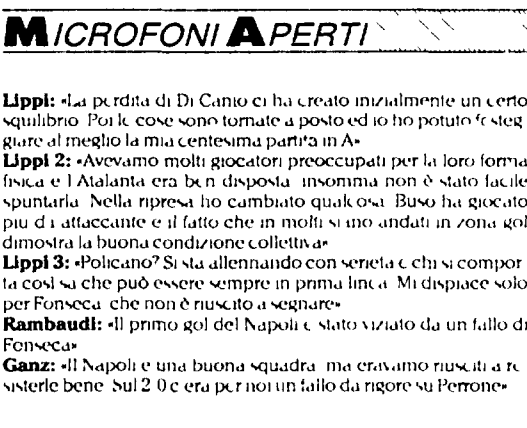 MICROFONI APERTI
Lippi: «La perdita di Di Canio ci ha creato inizialmente un certo
squilibrio Poi le cose sono tornate a posto ed io ho potuto festeg
giare al meglio la mia centesima partita in A»
Lippi 2: «Avevamo molti giocatori preoccupati per la loro forma
fisica e l Atalanta era ben disposta insomma non è stato facile
spuntarla Nella ripresa ho cambiato qualcosa Buso ha giocato
piu da attaccante e il fatto che in molti siano andati in zona gol
dimostra la buona condizione collettiva»
Lippi 3: «Policano? Si sta allennando con serietà e chi si compor
ta così sa che può essere sempre in prima linea Mi dispiace solo
per Fonseca che non è riuscito a segnare»
Rambaudi: «Il primo gol del Napoli è stato viziato da un fallo di
Fonseca»
Ganz: «Il Napoli e una buona squadra ma eravamo riusciti a re
sisterle bene Sul 2 0 c era per noi un fallo da rigore su Perrone»